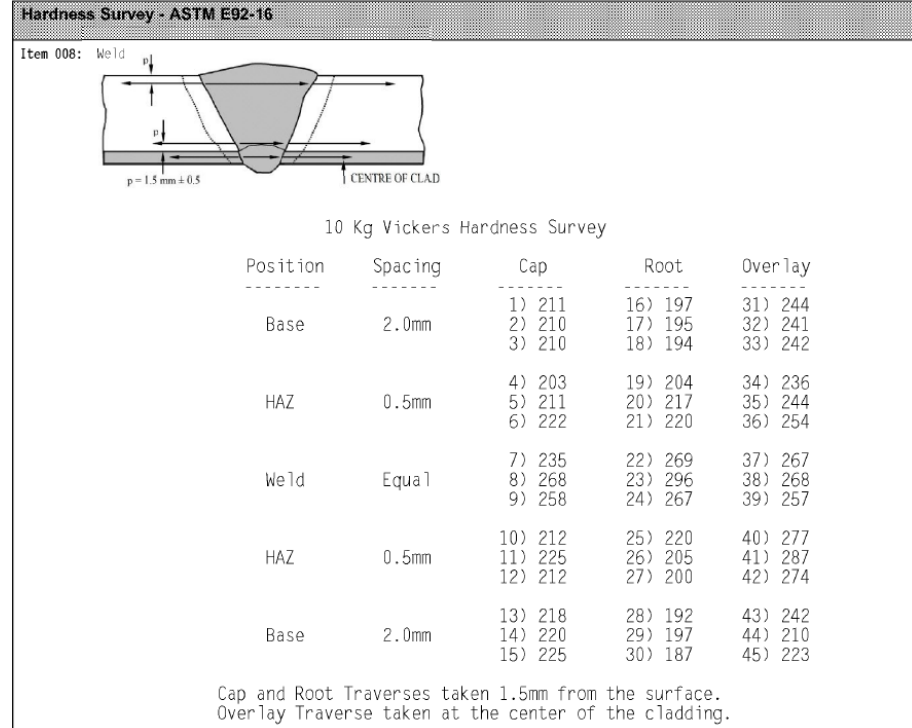 Hardness Survey - ASTM E92-16
Item 008: Weld
p
p
p = 1.5 mm ± 0.5
CENTRE OF CLAD
10 Kg Vickers Hardness Survey
Position Spacing Cap Root Overlay
-------- ------- ------- ------- -------
1) 211 16) 197 31) 244
Base 2.0mm 2) 210 17) 195 32) 241
3) 210 18) 194 33) 242
4) 203 19) 204 34) 236
HAZ 0.5mm 5) 211 20) 217 35) 244
6) 222 21) 220 36) 254
7) 235 22) 269 37) 267
Weld Equal 8) 268 23) 296 38) 268
9) 258 24) 267 39) 257
10) 212 25) 220 40) 277
HAZ 0.5mm 11) 225 26) 205 41) 287
12) 212 27) 200 42) 274
13) 218 28) 192 43) 242
Base 2.0mm 14) 220 29) 197 44) 210
15) 225 30) 187 45) 223
Cap and Root Traverses taken 1.5mm from the surface.
Overlay Traverse taken at the center of the cladding.